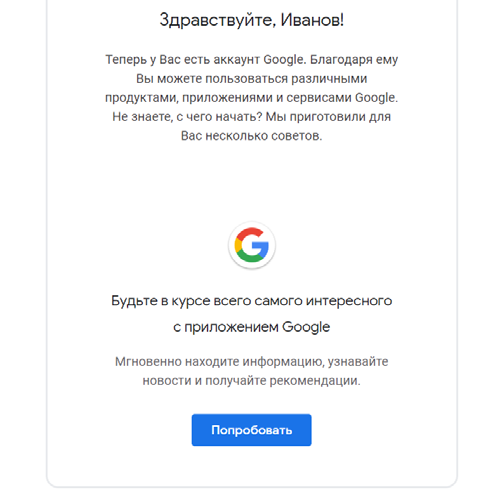 Здравствуйте, Иванов!
Теперь у Вас есть аккаунт Google. Благодаря ему
Вы можете пользоваться различными
продуктами, приложениями и сервисами Google.
Не знаете, с чего начать? Мы приготовили для
Вас несколько советов.
Будьте в курсе всего самого интересного
с приложением Google
Мгновенно находите информацию, узнавайте
новости и получайте рекомендации.
Попробовать